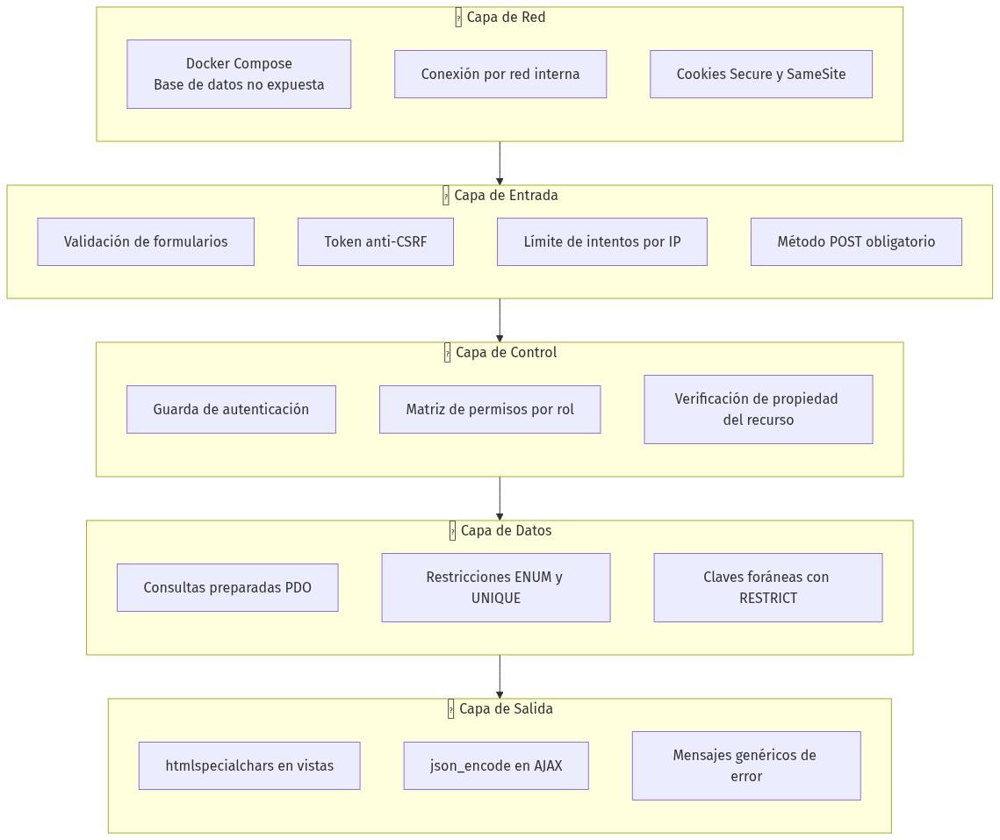 Capa de Red
Docker Compose
Base de datos no expuesta
Conexión por red interna
Cookies Secure y SameSite
Capa de Entrada
Validación de formularios
Token anti-CSRF
Límite de intentos por IP
Método POST obligatorio
Capa de Control
Guarda de autenticación
Matriz de permisos por rol
Verificación de propiedad
del recurso
Capa de Datos
Consultas preparadas PDO
Restricciones ENUM y
UNIQUE
Claves foráneas con
RESTRICT
Capa de Salida
htmlspecialchars en vistas
json_encode en AJAX
Mensajes genéricos de
error